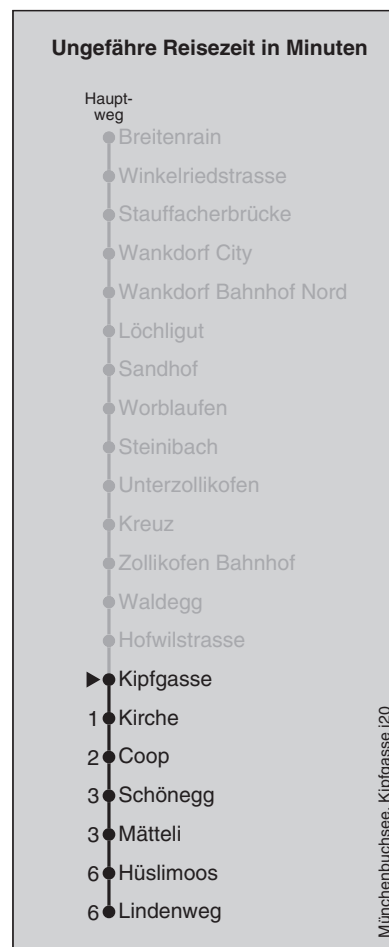 Ungefähre Reisezeit in Minuten
Haupt-
weg
Breitenrain
Winkelriedstrasse
Stauffacherbrücke
Wankdorf City
Wankdorf Bahnhof Nord
Löchligut
Sandhof
Worblaufen
Steinibach
Unterzollikofen
Kreuz
Zollikofen Bahnhof
Waldegg
Hofwilstrasse
Kipfgasse
1 Kirche
2 Coop
3 Schönegg
3 Mätteli
6 Hüslimoos
6 Lindenweg
Münchenbuchsee, Kipfgasse j20